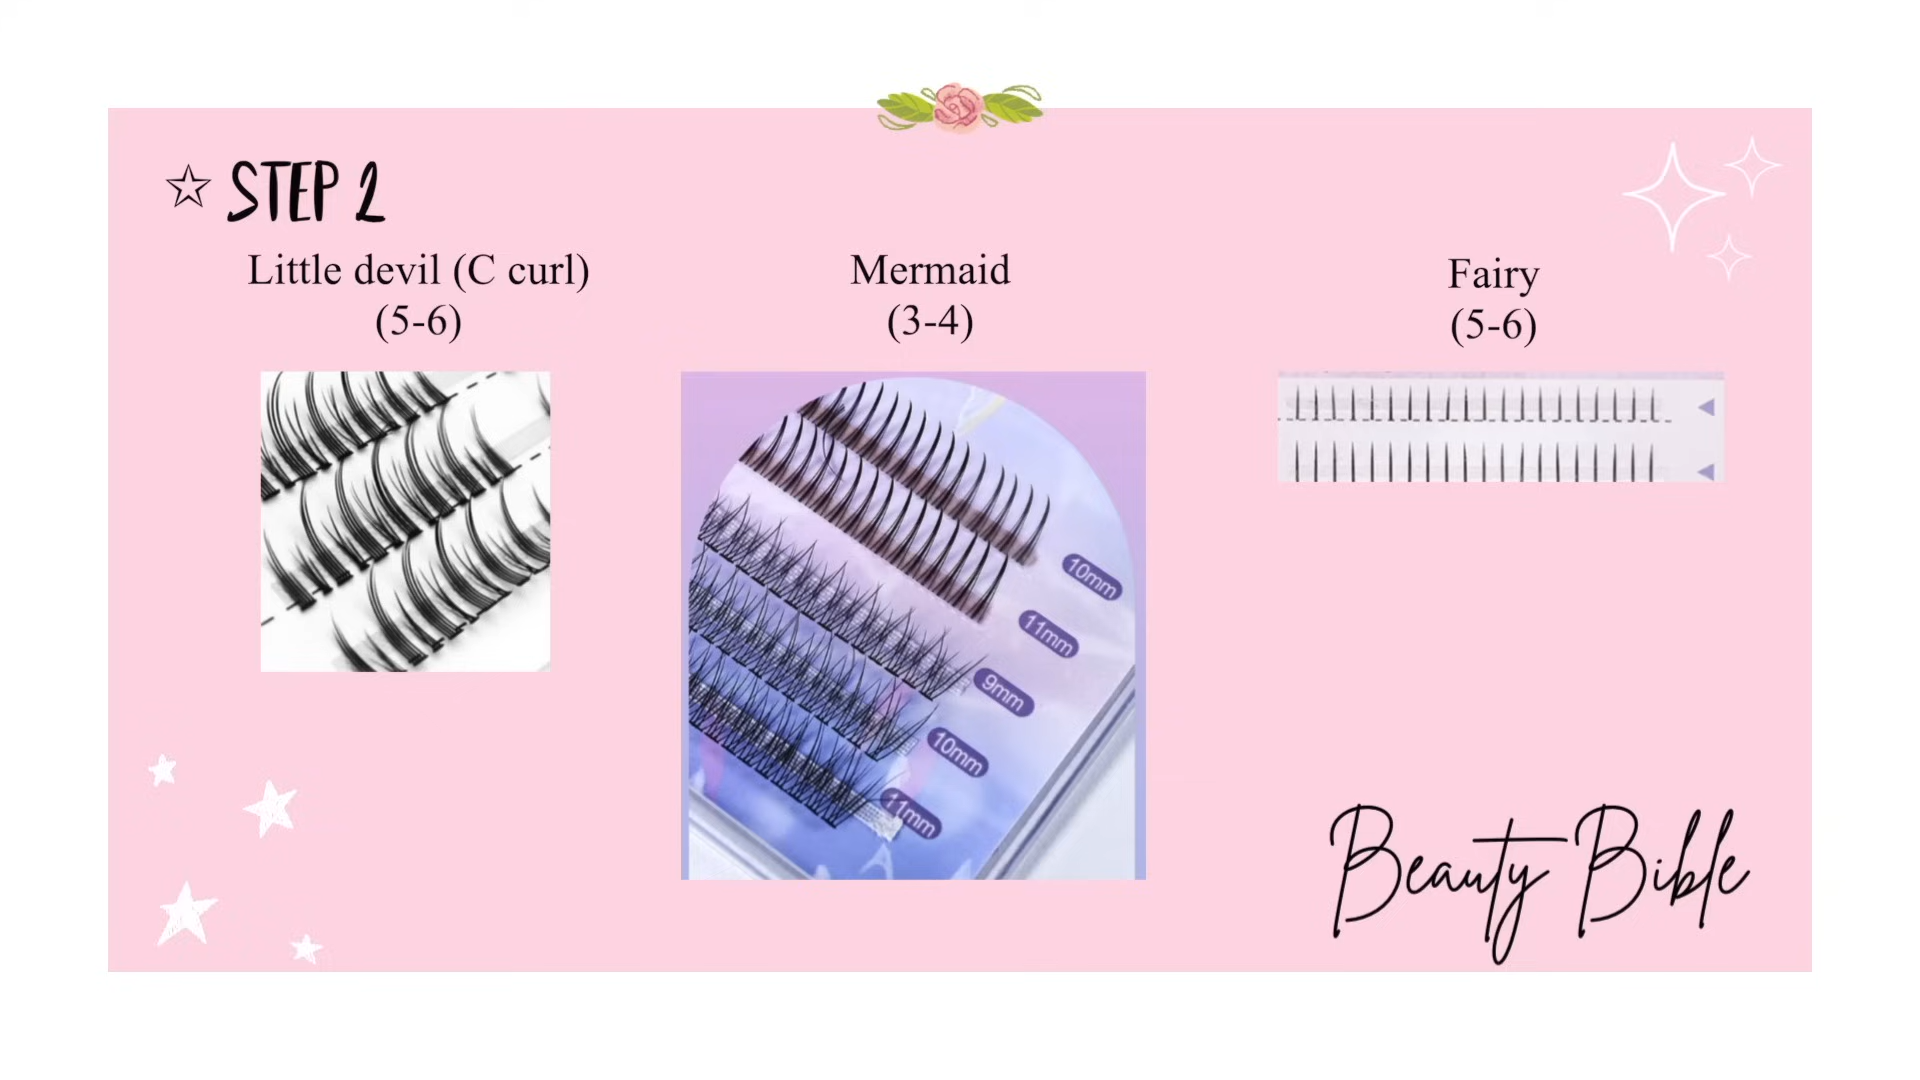 ☆ STEP 2
Little devil (C curl)
(5-6)
Mermaid
(3-4)
Fairy
(5-6)
10mm
11mm
9mm
10mm
11mm
Beauty Bible